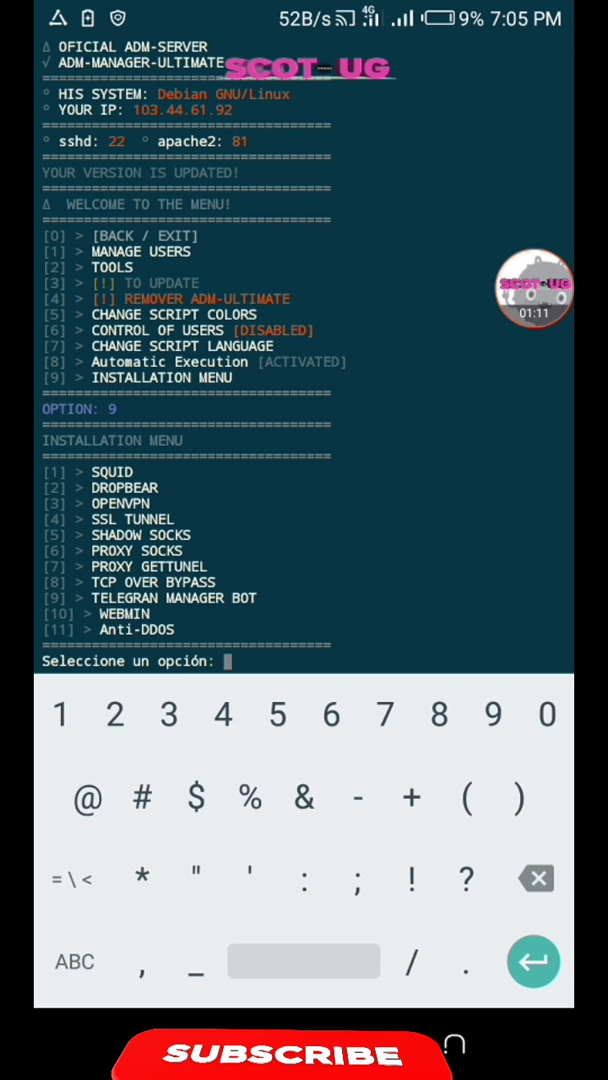 52B/s 4G 9% 7:05 PM
Δ OFICIAL ADM-SERVER
√ ADM-MANAGER-ULTIMATE SCOT-UG
===================================
° HIS SYSTEM: Debian GNU/Linux
° YOUR IP: 103.44.61.92
===================================
° sshd: 22 ° apache2: 81
===================================
YOUR VERSION IS UPDATED!
===================================
Δ WELCOME TO THE MENU!
===================================
[0] > [BACK / EXIT]
[1] > MANAGE USERS
[2] > TOOLS
[3] > [!] TO UPDATE
[4] > [!] REMOVER ADM-ULTIMATE
[5] > CHANGE SCRIPT COLORS
[6] > CONTROL OF USERS [DISABLED]
[7] > CHANGE SCRIPT LANGUAGE
[8] > Automatic Execution [ACTIVATED]
[9] > INSTALLATION MENU
===================================
OPTION: 9
===================================
INSTALLATION MENU
===================================
[1] > SQUID
[2] > DROPBEAR
[3] > OPENVPN
[4] > SSL TUNNEL
[5] > SHADOW SOCKS
[6] > PROXY SOCKS
[7] > PROXY GETTUNEL
[8] > TCP OVER BYPASS
[9] > TELEGRAN MANAGER BOT
[10] > WEBMIN
[11] > Anti-DDOS
===================================
Seleccione un opción:
SCOT-UG
01:11
1 2 3 4 5 6 7 8 9 0
@ # $ % & - + ( )
= \ < * " ' : ; ! ?
ABC , _ / .
SUBSCRIBE